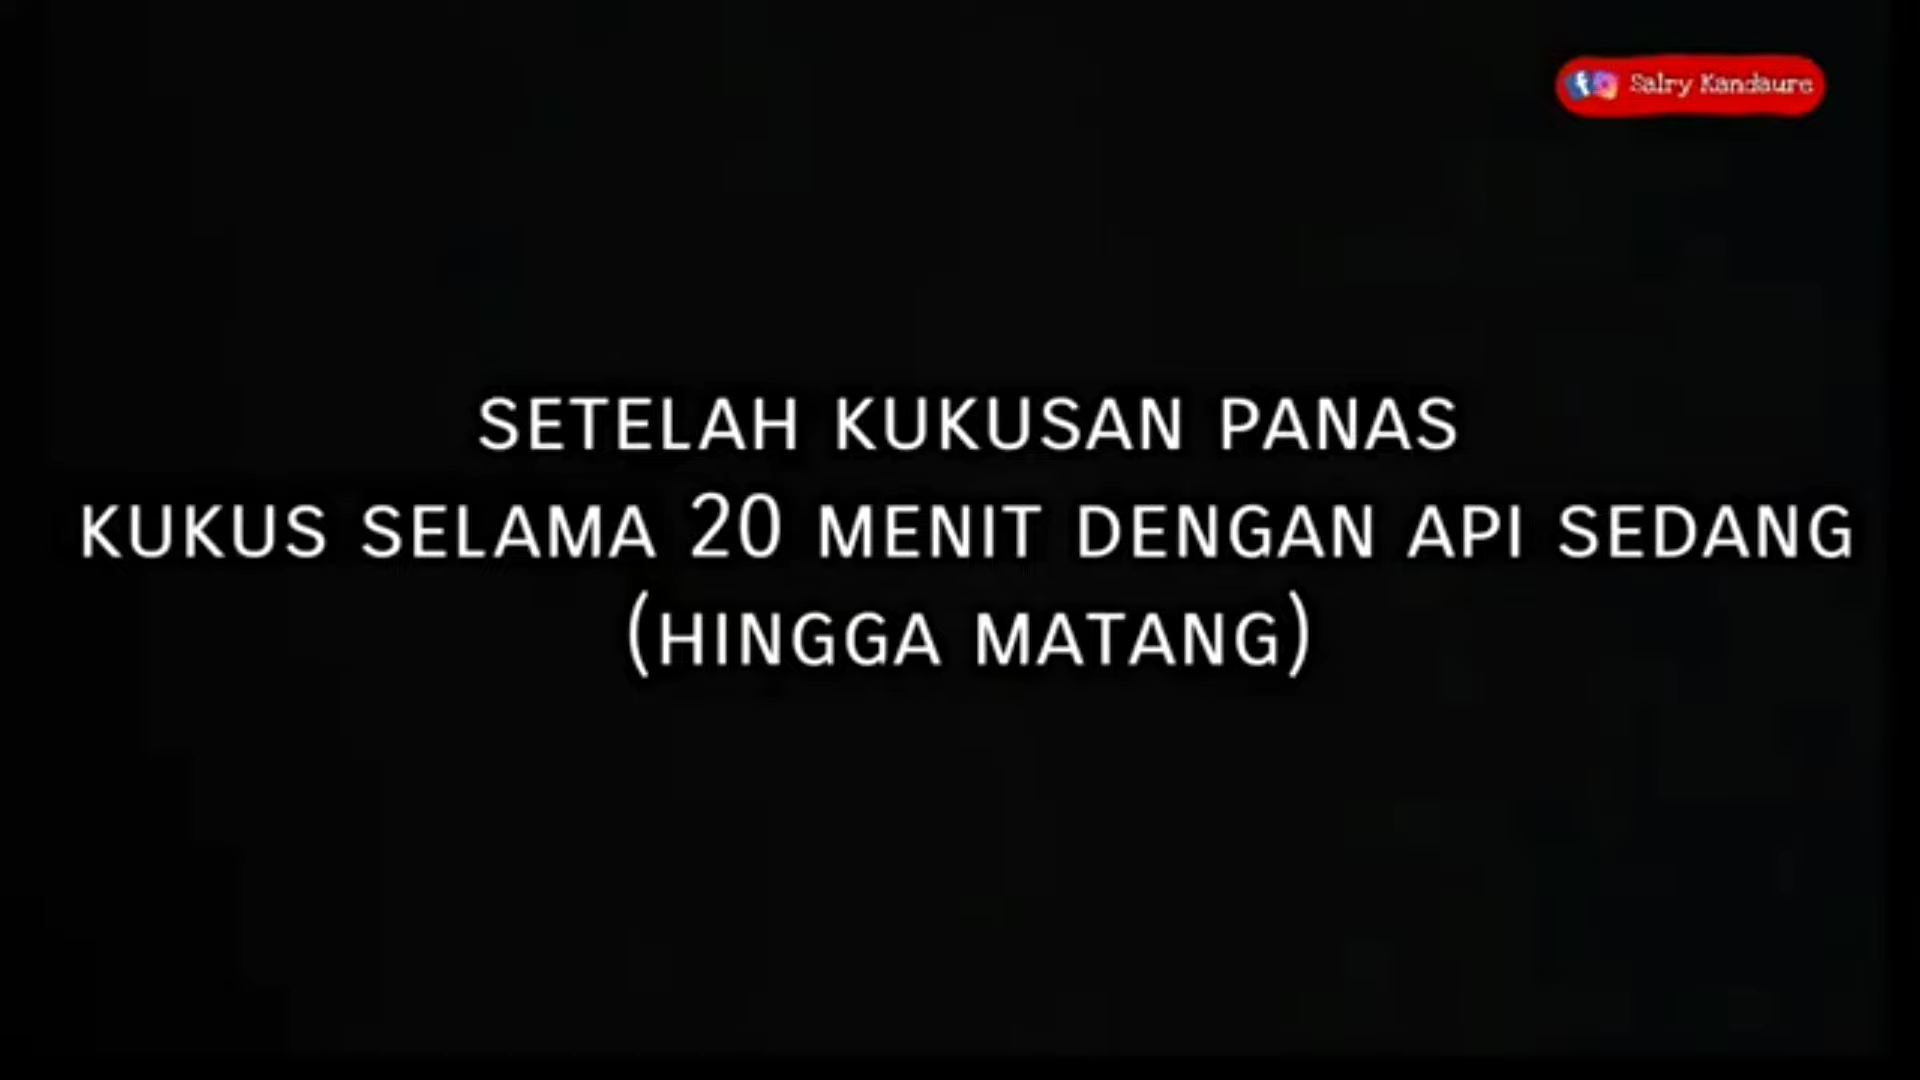 Salry Kandaure
SETELAH KUKUSAN PANAS
KUKUS SELAMA 20 MENIT DENGAN API SEDANG
(HINGGA MATANG)